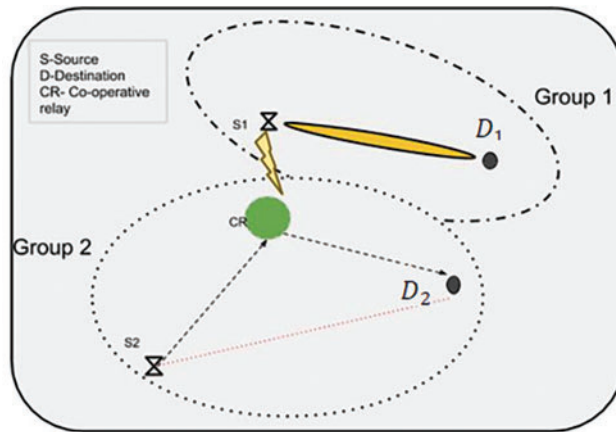 S-Source
D-Destination
CR- Co-operative
relay
Group 1
S1
D₁
CR
Group 2
D₂
S2